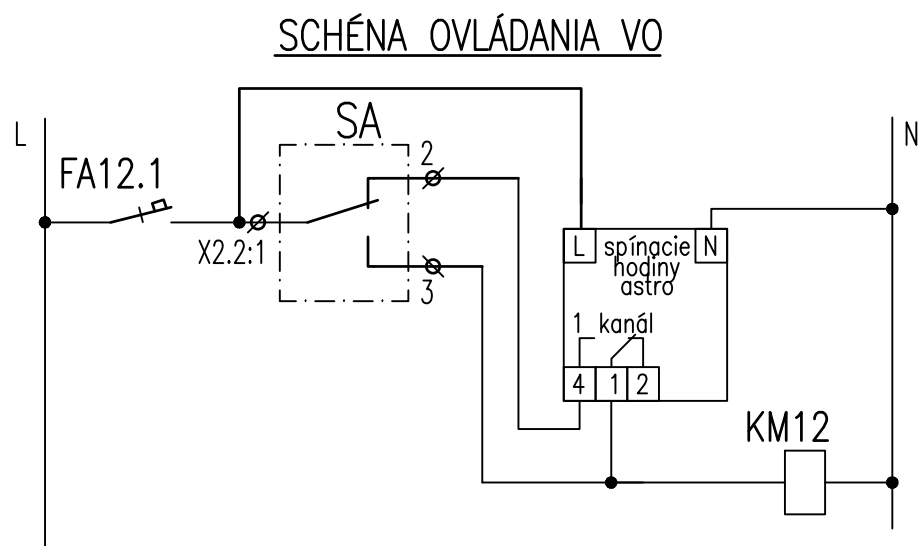 SCHÉNA OVLÁDANIA VO
L
N
SA
FA12.1
2
X2.2:1
3
L
spínacie
N
hodiny
astro
1 kanál
4
1
2
KM12